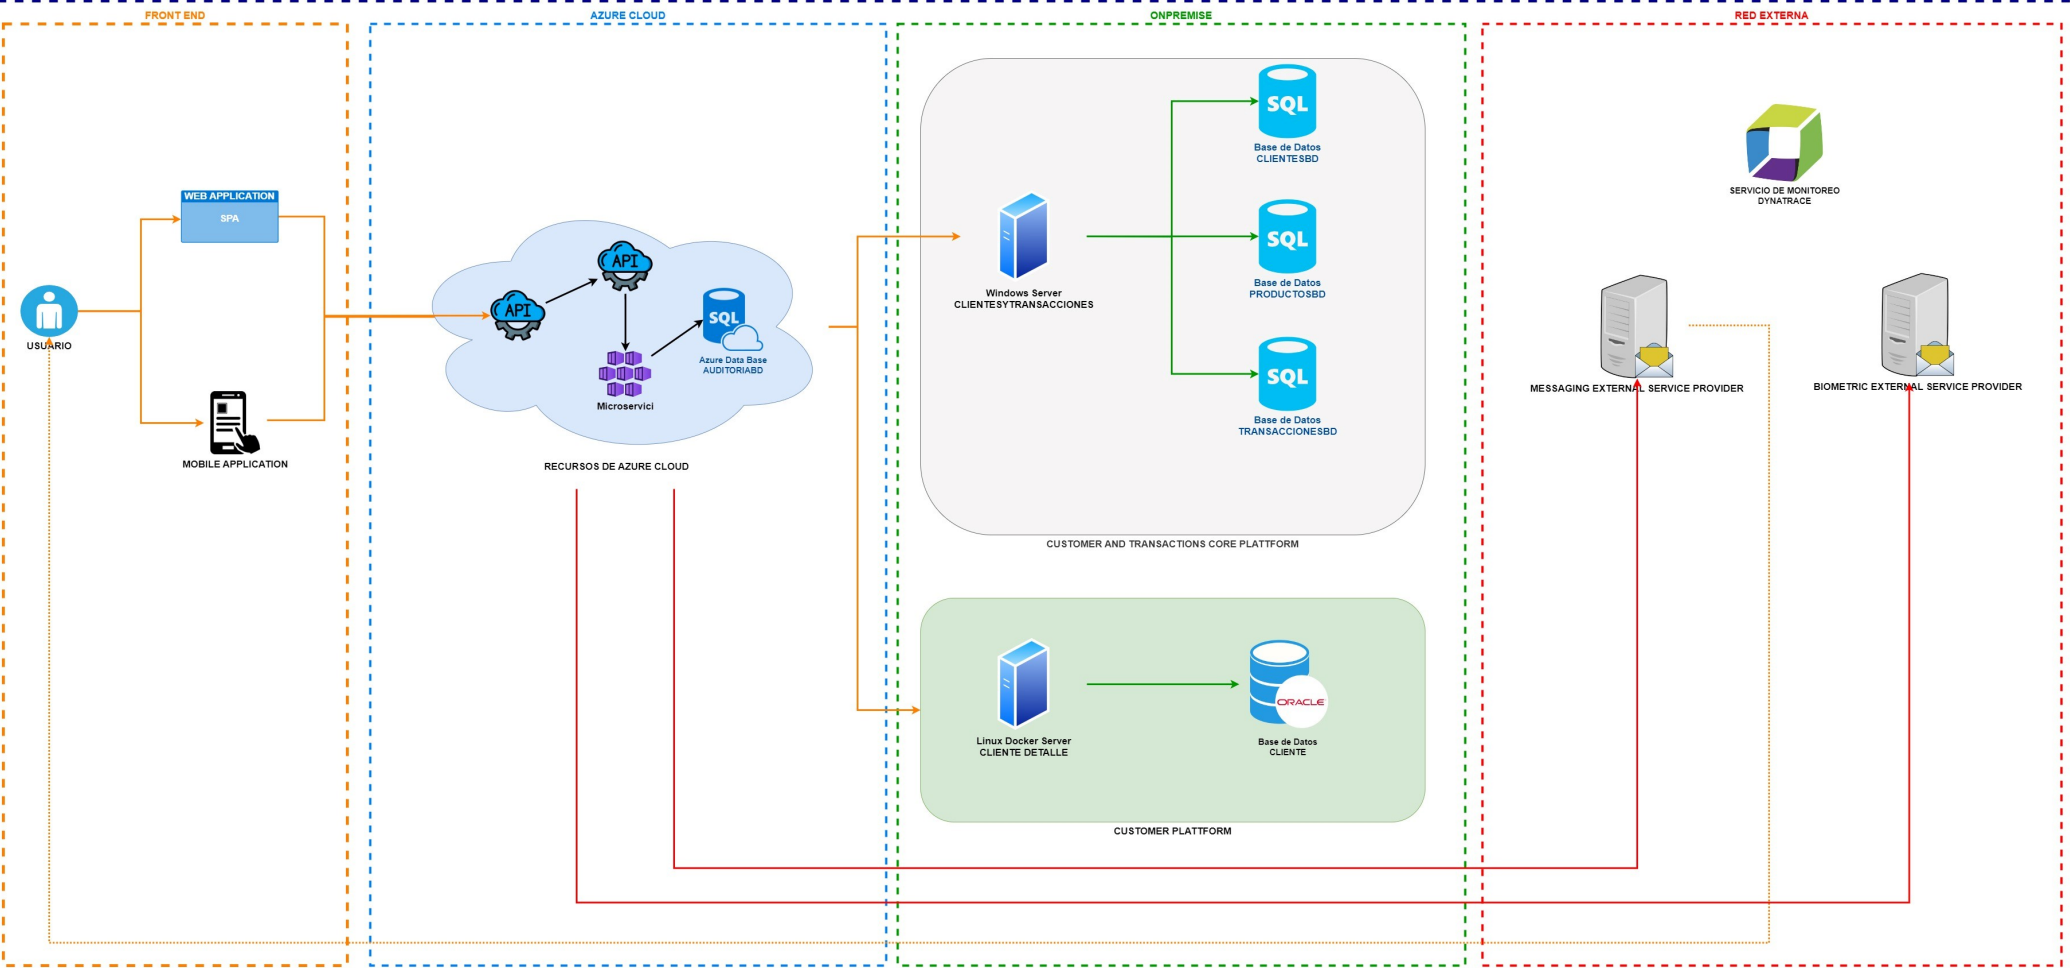 FRONT END
AZURE CLOUD
ONPREMISE
RED EXTERNA
WEB APPLICATION
SPA
USUARIO
MOBILE APPLICATION
API
API
SQL
Azure Data Base
AUDITORIABD
Microservici
RECURSOS DE AZURE CLOUD
SQL
Base de Datos
CLIENTESBD
Windows Server
CLIENTESYTRANSACCIONES
SQL
Base de Datos
PRODUCTOSBD
SQL
Base de Datos
TRANSACCIONESBD
CUSTOMER AND TRANSACTIONS CORE PLATTFORM
Linux Docker Server
CLIENTE DETALLE
ORACLE
Base de Datos
CLIENTE
CUSTOMER PLATTFORM
SERVICIO DE MONITOREO
DYNATRACE
MESSAGING EXTERNAL SERVICE PROVIDER
BIOMETRIC EXTERNAL SERVICE PROVIDER